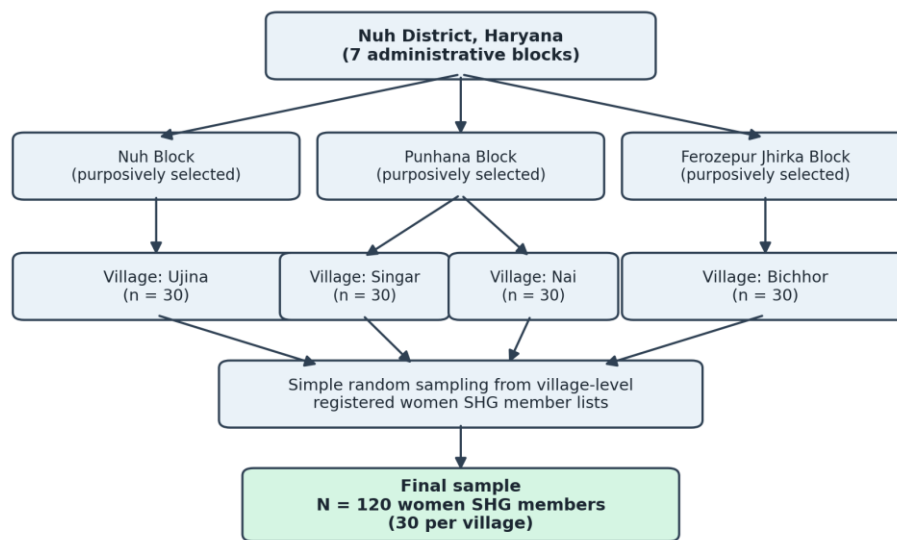 Nuh District, Haryana
(7 administrative blocks)
Nuh Block
(purposively selected)
Punhana Block
(purposively selected)
Ferozepur Jhirka Block
(purposively selected)
Village: Ujina
(n = 30)
Village: Singar
(n = 30)
Village: Nai
(n = 30)
Village: Bichhor
(n = 30)
Simple random sampling from village-level
registered women SHG member lists
Final sample
N = 120 women SHG members
(30 per village)